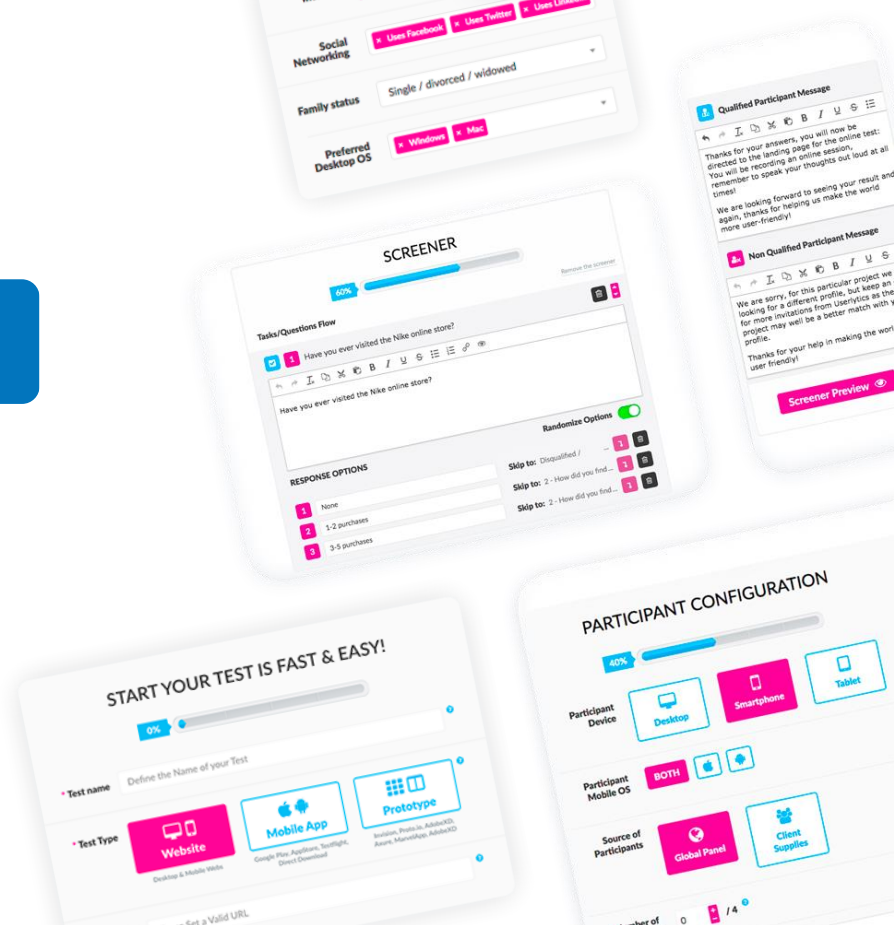 Social
Networking
× Uses Facebook
× Uses Twitter
× Uses
Family status
Single / divorced / widowed
Preferred
Desktop OS
× Windows
× Mac
Qualified Participant Message
B I U S
Thanks for your answers, you will now be
directed to the landing page for the online test:
You will be recording an online session,
remember to speak your thoughts out loud at all
times!
We are looking forward to seeing your result and
again, thanks for helping us make the world
more user-friendly!
Non Qualified Participant Message
B I U S
We are sorry, for this particular project we
looking for a different profile, but keep an
for more invitations from Userlytics as the
project may well be a better match with
profile.
Thanks for your help in making the
user friendly!
Screener Preview
SCREENER
60%
Remove the screener
Tasks/Questions Flow
1 Have you ever visited the Nike online store?
B I U S
Have you ever visited the Nike online store?
Randomize Options
RESPONSE OPTIONS
1 None
Skip to: Disqualified / ...
2 1-2 purchases
Skip to: 2 - How did you find...
3 3-5 purchases
Skip to: 2 - How did you find...
START YOUR TEST IS FAST & EASY!
0%
* Test name
Define the Name of your Test
* Test Type
Website
Desktop & Mobile Webs
Mobile App
Google Play, AppStore, Testflight,
Direct Download
Prototype
Invision, Proto.io, AdobeXD,
Axure, MarvelApp, AdobeXD
Set a Valid URL
PARTICIPANT CONFIGURATION
40%
Participant
Device
Desktop
Smartphone
Tablet
Participant
Mobile OS
BOTH
Source of
Participants
Global Panel
Client
Supplies
of
0
/ 4